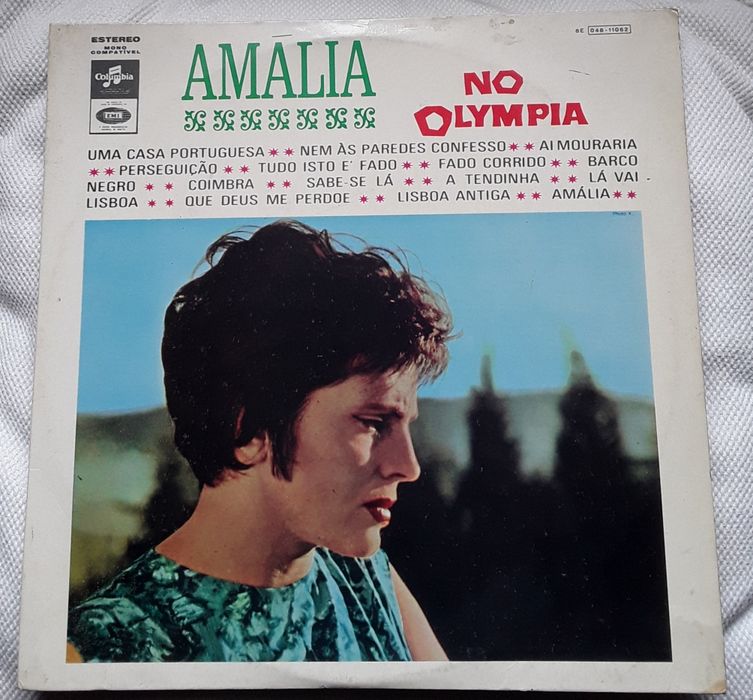 ESTEREO
MONO
COMPATÍVEL
Columbia
EMI
AMÁLIA
NO
OLYMPIA
8E 048-11062
UMA CASA PORTUGUESA ✶✶ NEM ÀS PAREDES CONFESSO ✶✶ AI MOURARIA
✶✶ PERSEGUIÇÃO ✶✶ TUDO ISTO E' FADO ✶✶ FADO CORRIDO ✶✶ BARCO
NEGRO ✶✶ COIMBRA ✶✶ SABE-SE LÁ ✶✶ A TENDINHA ✶✶ LÁ VAI
LISBOA ✶✶ QUE DEUS ME PERDOE ✶✶ LISBOA ANTIGA ✶✶ AMÁLIA ✶✶